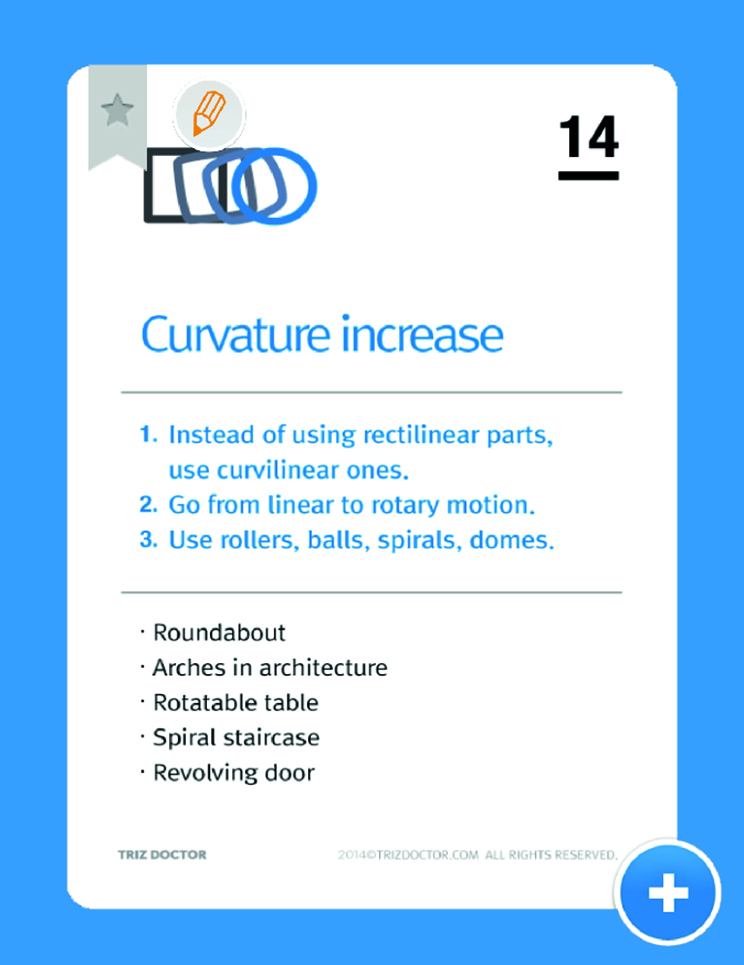 14
Curvature increase
1. Instead of using rectilinear parts,
use curvilinear ones.
2. Go from linear to rotary motion.
3. Use rollers, balls, spirals, domes.
· Roundabout
· Arches in architecture
· Rotatable table
· Spiral staircase
· Revolving door
TRIZ DOCTOR 2014©TRIZDOCTOR.COM ALL RIGHTS RESERVED.